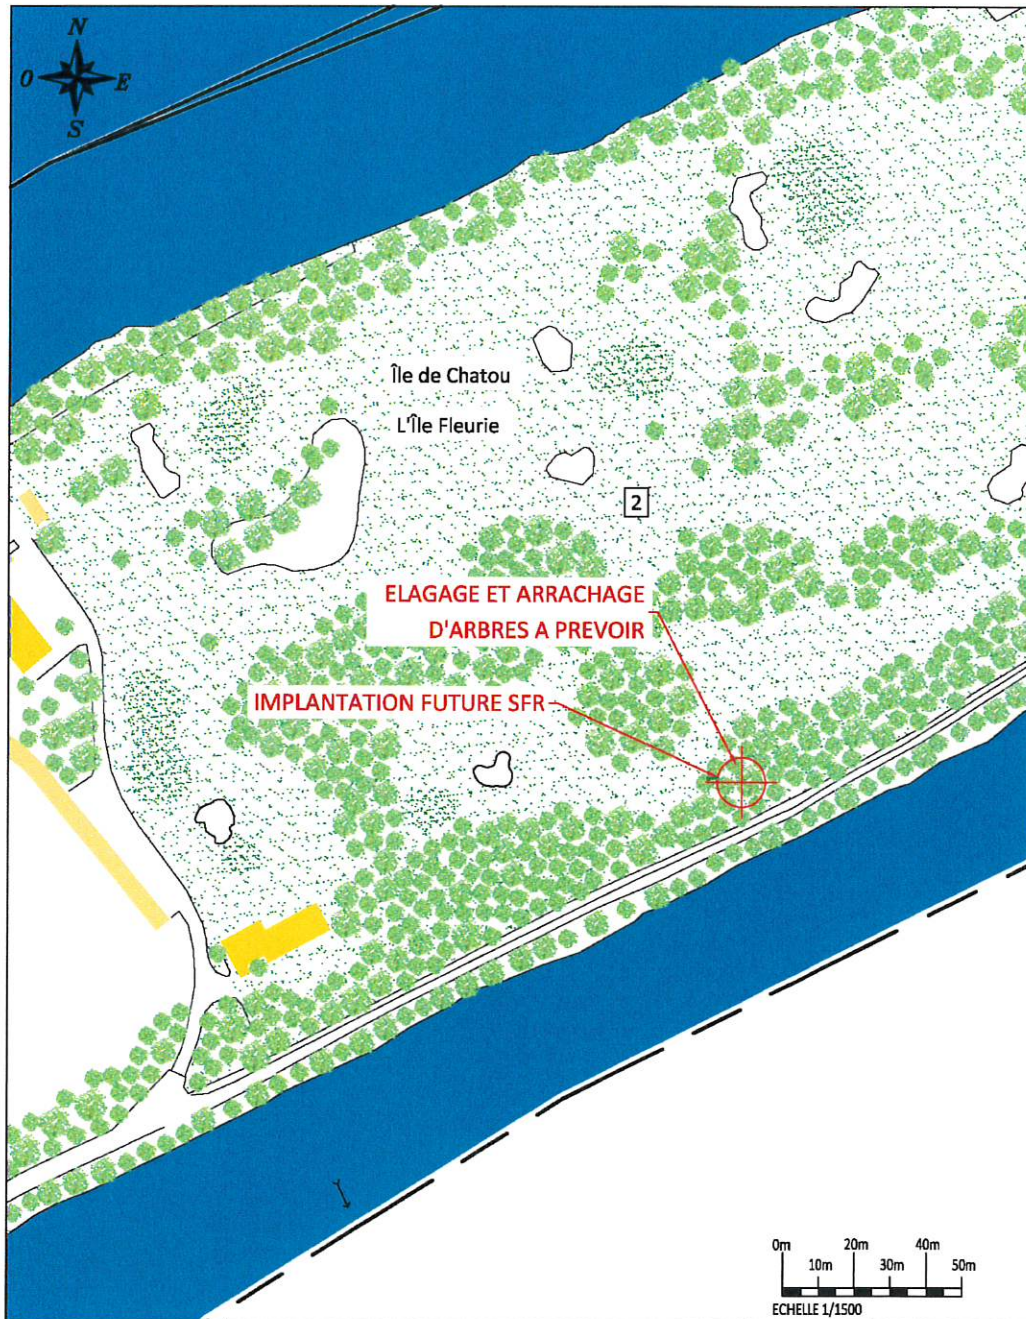 N
O E
S
Île de Chatou
L'Île Fleurie
2
ELAGAGE ET ARRACHAGE
D'ARBRES A PREVOIR
IMPLANTATION FUTURE SFR
0m 20m 40m
10m 30m 50m
ECHELLE 1/1500